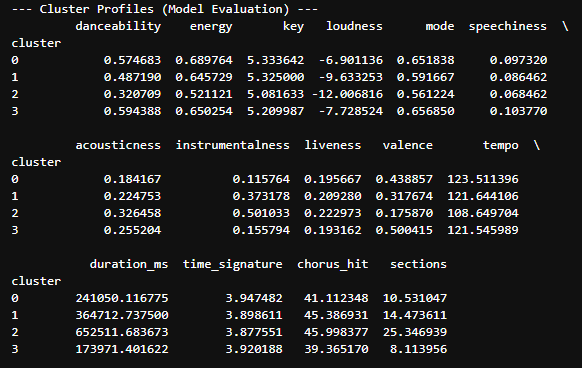 --- Cluster Profiles (Model Evaluation) ---
danceability energy key loudness mode speechiness \
cluster
0 0.574683 0.689764 5.333642 -6.901136 0.651838 0.097320
1 0.487190 0.645729 5.325000 -9.633253 0.591667 0.086462
2 0.320709 0.521121 5.081633 -12.006816 0.561224 0.068462
3 0.594388 0.650254 5.209987 -7.728524 0.656850 0.103770
acousticness instrumentalness liveness valence tempo \
cluster
0 0.184167 0.115764 0.195667 0.438857 123.511396
1 0.224753 0.373178 0.209280 0.317674 121.644106
2 0.326458 0.501033 0.222973 0.175870 108.649704
3 0.255204 0.155794 0.193162 0.500415 121.545989
duration_ms time_signature chorus_hit sections
cluster
0 241050.116775 3.947482 41.112348 10.531047
1 364712.737500 3.898611 45.386931 14.473611
2 652511.683673 3.877551 45.998377 25.346939
3 173971.401622 3.920188 39.365170 8.113956